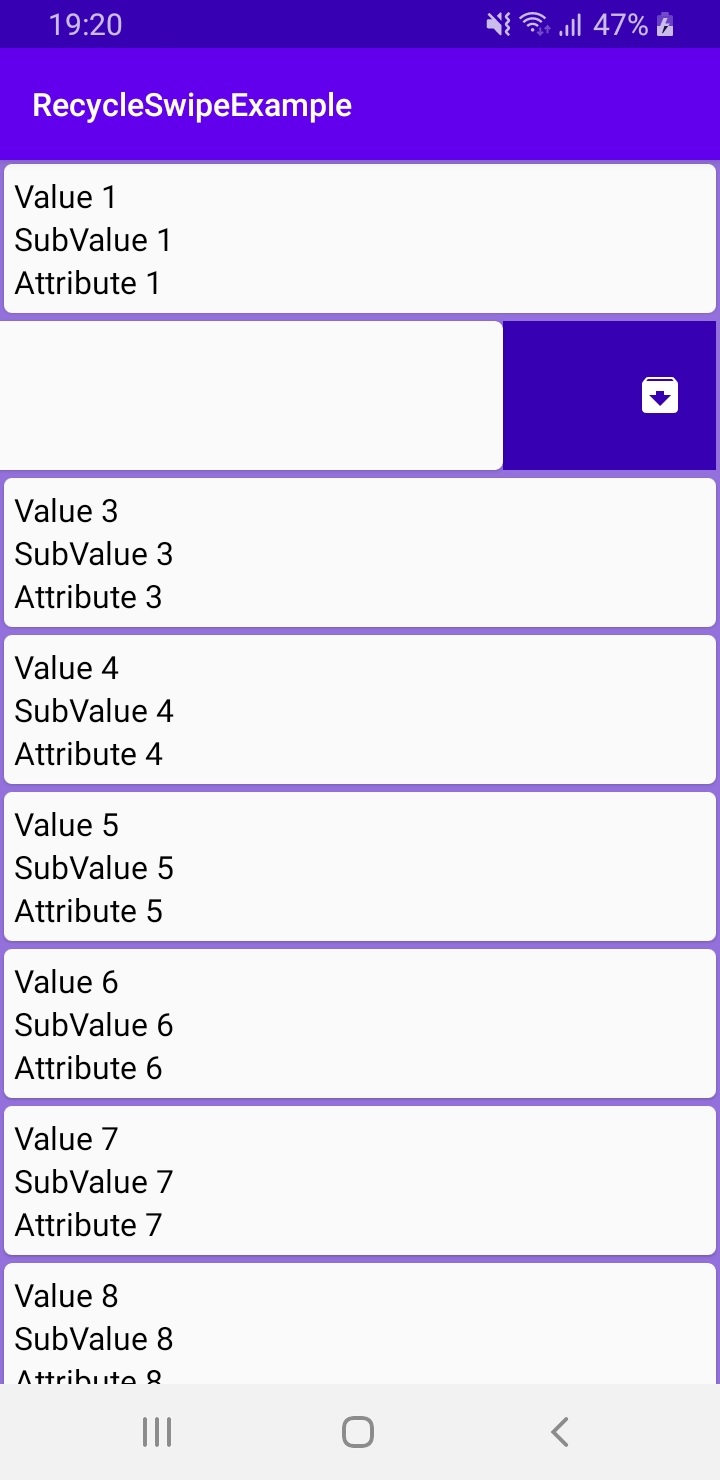 19:20 47%
RecycleSwipeExample
Value 1
SubValue 1
Attribute 1
Value 3
SubValue 3
Attribute 3
Value 4
SubValue 4
Attribute 4
Value 5
SubValue 5
Attribute 5
Value 6
SubValue 6
Attribute 6
Value 7
SubValue 7
Attribute 7
Value 8
SubValue 8
Attribute 8